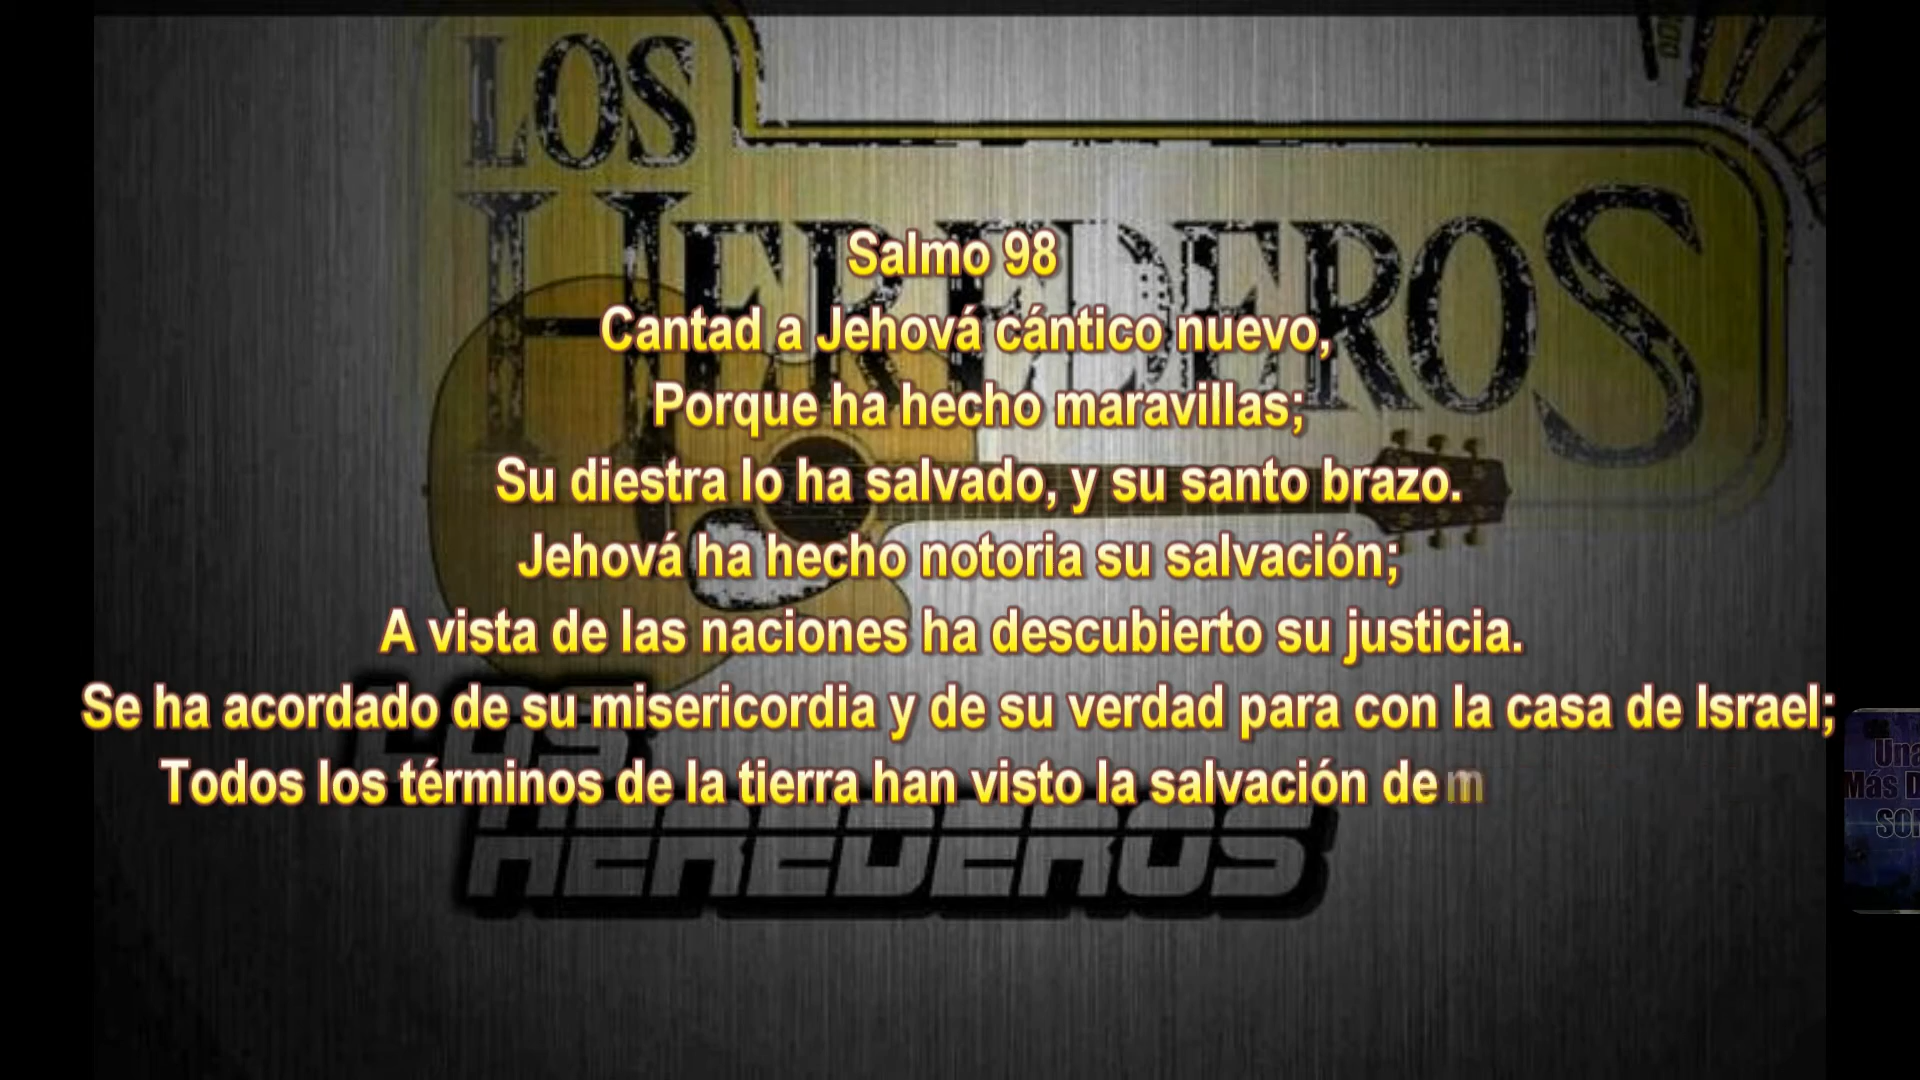 LOS
HEREDEROS
Salmo 98
Cantad a Jehová cántico nuevo,
Porque ha hecho maravillas;
Su diestra lo ha salvado, y su santo brazo.
Jehová ha hecho notoria su salvación;
A vista de las naciones ha descubierto su justicia.
Se ha acordado de su misericordia y de su verdad para con la casa de Israel;
Todos los términos de la tierra han visto la salvación de m
LOS
HEREDEROS
Una
Más D